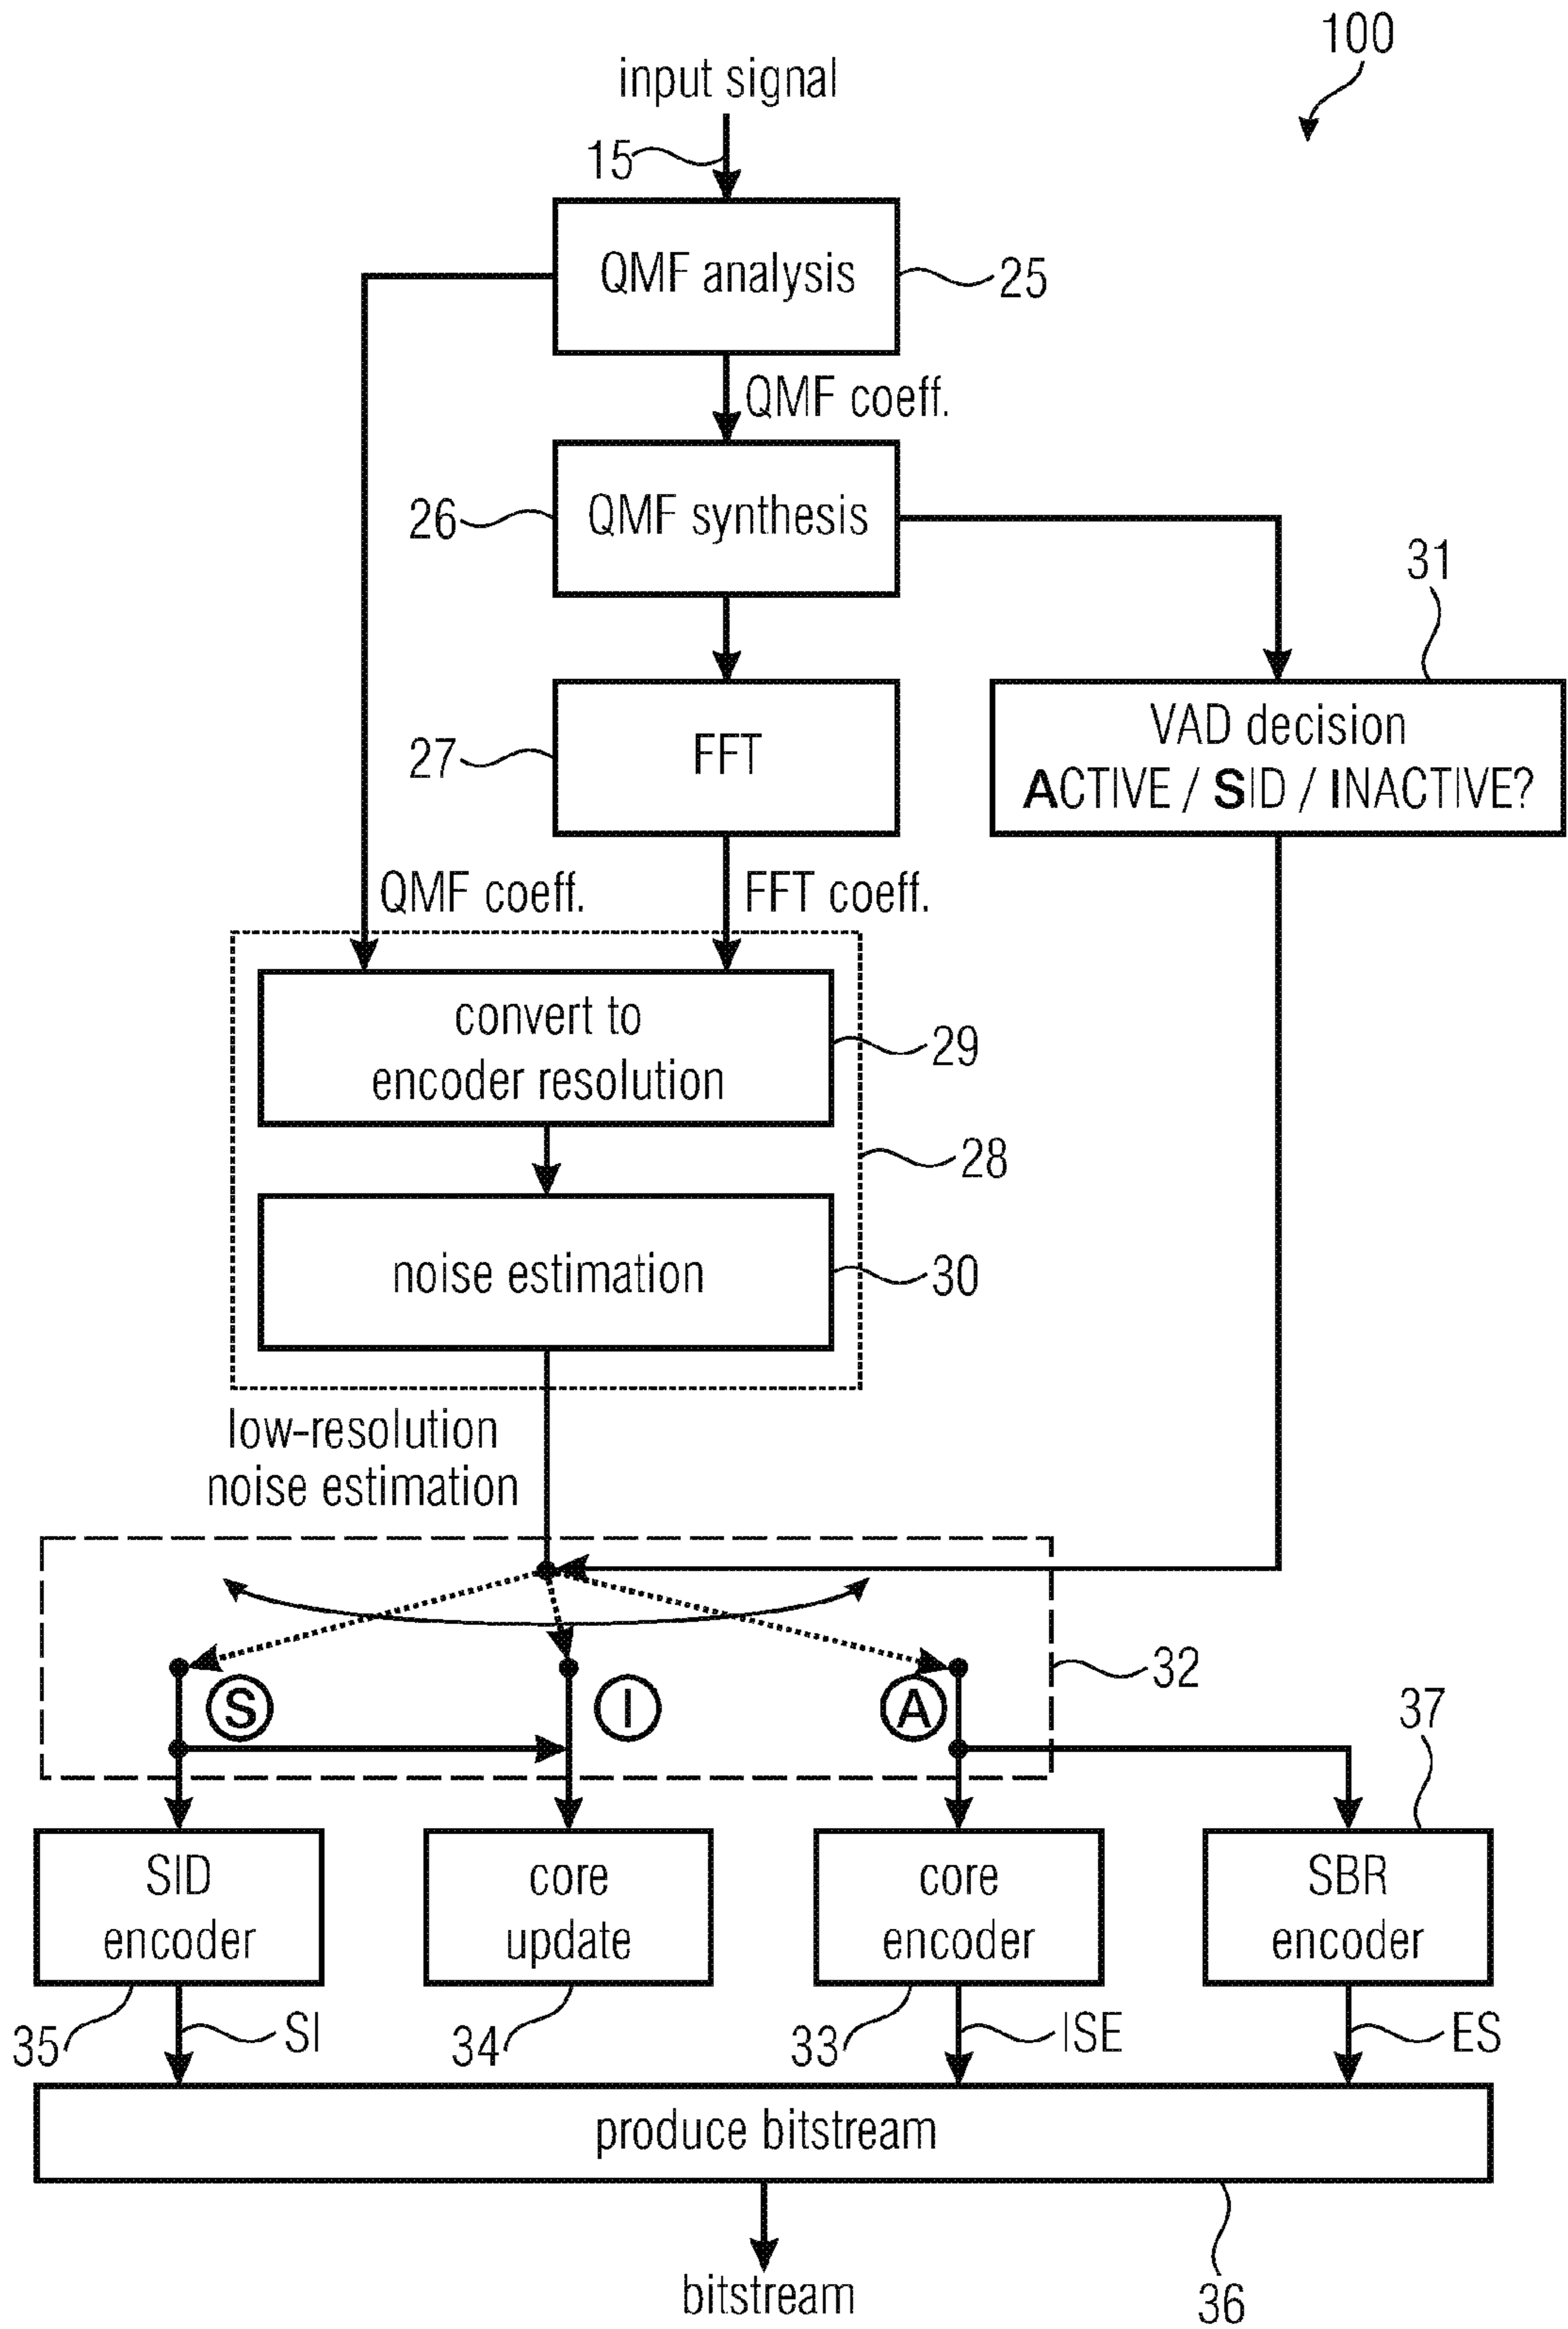 100
input signal
15
QMF analysis
25
QMF coeff.
26
QMF synthesis
31
27
FFT
VAD decision
ACTIVE / SID / INACTIVE?
QMF coeff.
FFT coeff.
convert to
encoder resolution
29
28
noise estimation
30
low-resolution
noise estimation
32
S
I
A
37
SID
encoder
core
update
core
encoder
SBR
encoder
35
SI
34
33
ISE
ES
produce bitstream
bitstream
36